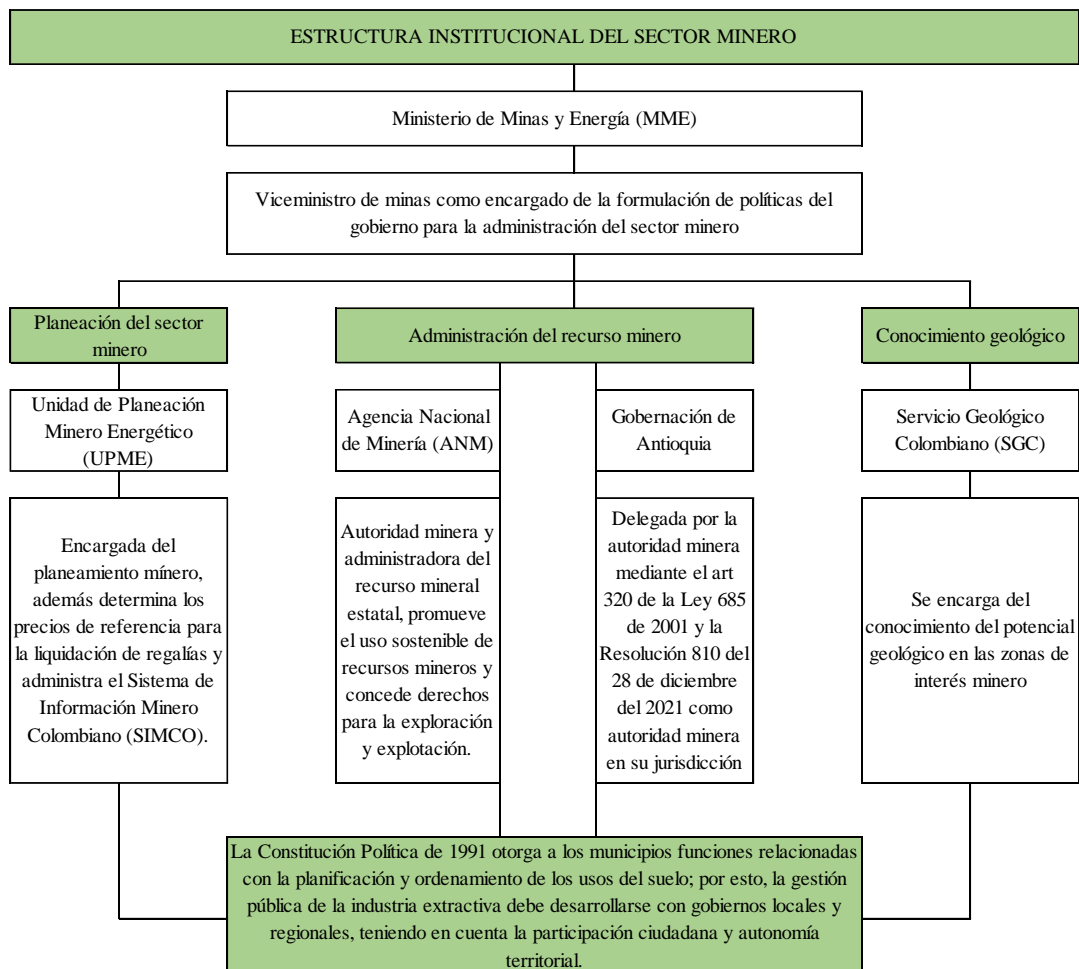 ESTRUCTURA INSTITUCIONAL DEL SECTOR MINERO
Ministerio de Minas y Energía (MME)
Viceministro de minas como encargado de la formulación de políticas del
gobierno para la administración del sector minero
Planeación del sector
minero
Administración del recurso minero
Conocimiento geológico
Unidad de Planeación
Minero Energético
(UPME)
Agencia Nacional
de Minería (ANM)
Gobernación de
Antioquia
Servicio Geológico
Colombiano (SGC)
Encargada del
planeamiento mínero,
además determina los
precios de referencia para
la liquidación de regalías y
administra el Sistema de
Información Minero
Colombiano (SIMCO).
Autoridad minera y
administradora del
recurso mineral
estatal, promueve
el uso sostenible de
recursos mineros y
concede derechos
para la exploración
y explotación.
Delegada por la
autoridad minera
mediante el art
320 de la Ley 685
de 2001 y la
Resolución 810 del
28 de diciembre
del 2021 como
autoridad minera
en su jurisdicción
Se encarga del
conocimiento del potencial
geológico en las zonas de
interés minero
La Constitución Política de 1991 otorga a los municipios funciones relacionadas
con la planificación y ordenamiento de los usos del suelo; por esto, la gestión
pública de la industria extractiva debe desarrollarse con gobiernos locales y
regionales, teniendo en cuenta la participación ciudadana y autonomía
territorial.